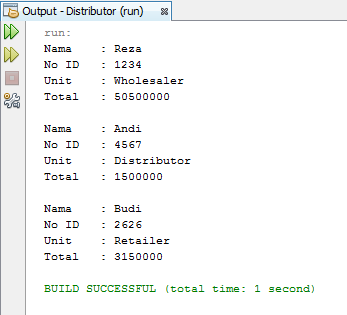 Output - Distributor (run)
run:
Nama : Reza
No ID : 1234
Unit : Wholesaler
Total : 50500000
Nama : Andi
No ID : 4567
Unit : Distributor
Total : 1500000
Nama : Budi
No ID : 2626
Unit : Retailer
Total : 3150000
BUILD SUCCESSFUL (total time: 1 second)